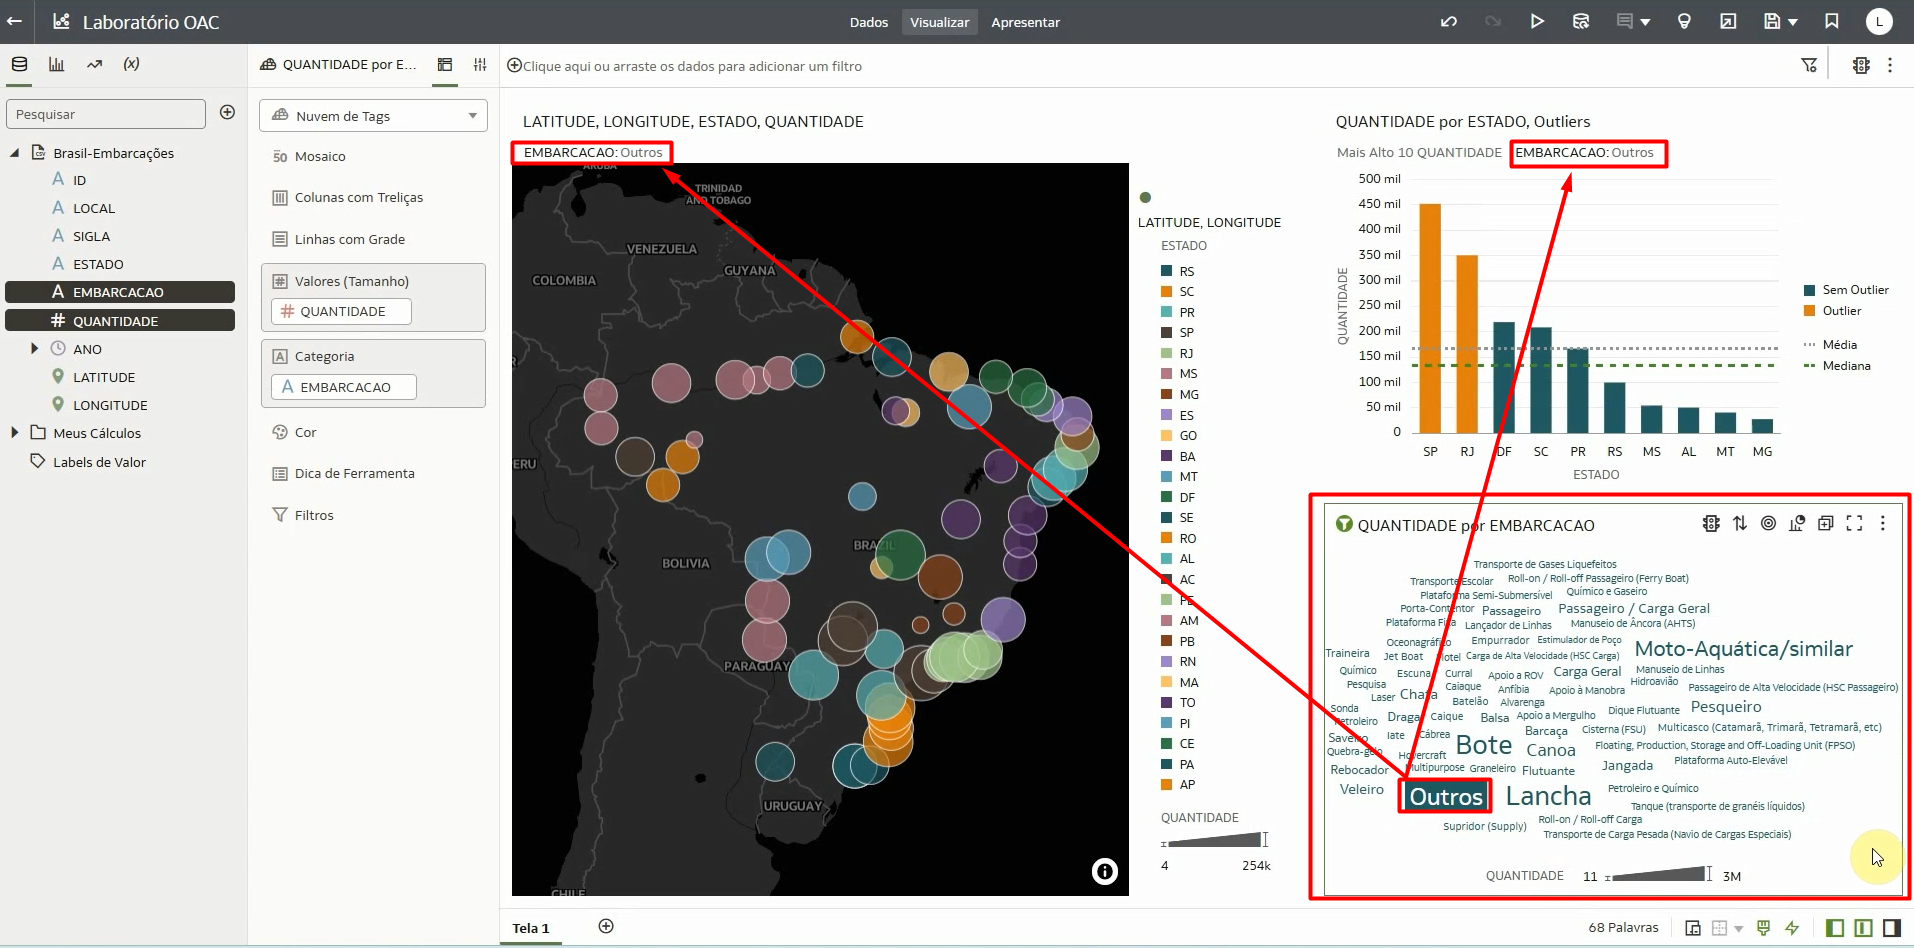 Laboratório OAC
Dados
Visualizar
Apresentar
L
(x)
QUANTIDADE por E...
Clique aqui ou arraste os dados para adicionar um filtro
Pesquisar
Brasil-Embarcações
A ID
A LOCAL
A SIGLA
A ESTADO
A EMBARCACAO
# QUANTIDADE
ANO
LATITUDE
LONGITUDE
Meus Cálculos
Labels de Valor
Nuvem de Tags
50 Mosaico
Colunas com Treliças
Linhas com Grade
Valores (Tamanho)
# QUANTIDADE
A Categoria
A EMBARCACAO
Cor
Dica de Ferramenta
Filtros
LATITUDE, LONGITUDE, ESTADO, QUANTIDADE
EMBARCACAO: Outros
ARUBA
TRINIDAD
AND TOBAGO
VENEZUELA
GUYANA
COLOMBIA
PERU
BRAZIL
BOLIVIA
PARAGUAY
URUGUAY
CHILE
LATITUDE, LONGITUDE
ESTADO
RS
SC
PR
SP
RJ
MS
MG
ES
GO
BA
MT
DF
SE
RO
AL
AC
PE
AM
PB
RN
MA
TO
PI
CE
PA
AP
QUANTIDADE
4 254k
QUANTIDADE por ESTADO, Outliers
Mais Alto 10 QUANTIDADE EMBARCACAO: Outros
500 mil
450 mil
400 mil
350 mil
300 mil
250 mil
200 mil
150 mil
100 mil
50 mil
0
QUANTIDADE
SP RJ DF SC PR RS MS AL MT MG
ESTADO
Sem Outlier
Outlier
Média
Mediana
QUANTIDADE por EMBARCACAO
Transporte de Gases Liquefeitos
Transporte Escolar Roll-on / Roll-off Passageiro (Ferry Boat)
Plataforma Semi-Submersível Químico e Gaseiro
Porta-Contentor Passageiro Passageiro / Carga Geral
Plataforma Fixa Lançador de Linhas Manuseio de Âncora (AHTS)
Oceanográfico Empurrador Estimulador de Poço Moto-Aquática/similar
Traineira Jet Boat Hotel Carga de Alta Velocidade (HSC Carga)
Químico Escuna Curral Apoio a ROV Carga Geral Manuseio de Linhas
Pesquisa Caiaque Anfíbia Apoio à Manobra Hidroavião Passageiro de Alta Velocidade (HSC Passageiro)
Laser Chata Batelão Alvarenga
Sonda Dique Flutuante Pesqueiro
Petroleiro Draga Caique Balsa Apoio a Mergulho
Saveiro Iate Cábrea Barcaça Cisterna (FSU) Multicasco (Catamarã, Trimarã, Tetramarã, etc)
Quebra-gelo Hovercraft Bote Canoa Floating, Production, Storage and Off-Loading Unit (FPSO)
Rebocador Multipurpose Graneleiro Flutuante Jangada Plataforma Auto-Elevável
Veleiro Outros Lancha Petroleiro e Químico
Tanque (transporte de granéis líquidos)
Supridor (Supply) Roll-on / Roll-off Carga
Transporte de Carga Pesada (Navio de Cargas Especiais)
QUANTIDADE 11 3M
Tela 1
68 Palavras